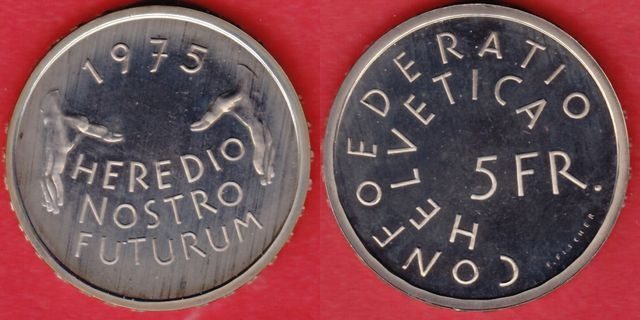 1975
HEREDIO
NOSTRO
FUTURUM
CONFOEDERATIO
HELVETICA
5 FR.